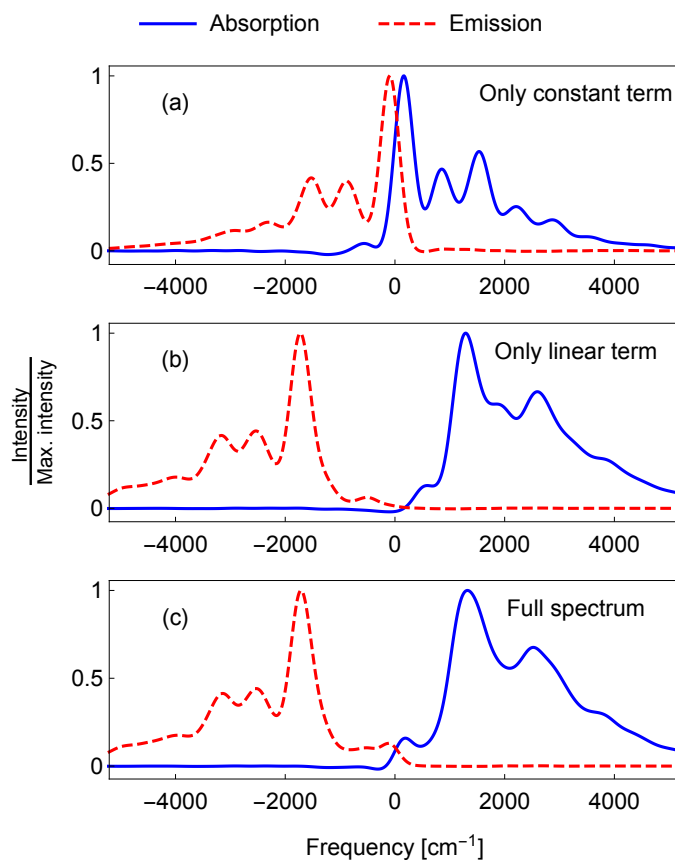 Absorption Emission
1
(a)
Only constant term
0.5
0
−4000 −2000 0 2000 4000
1
(b)
Only linear term
0.5
0
−4000 −2000 0 2000 4000
Intensity
Max. intensity
1
(c)
Full spectrum
0.5
0
−4000 −2000 0 2000 4000
Frequency [cm⁻¹]